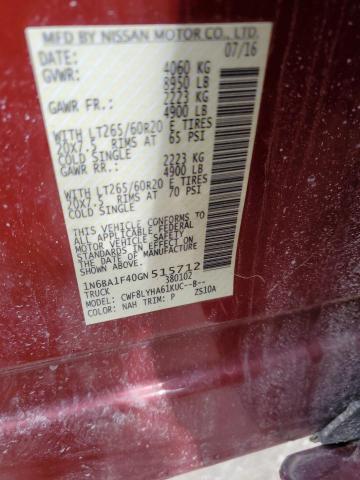 MFD BY NISSAN MOTOR CO., LTD.
DATE: 07/16
GVWR: 4060 KG
8950 LB
GAWR FR.: 2223 KG
4900 LB
WITH LT265/60R20 E TIRES
20X7.5 RIMS AT 65 PSI
COLD SINGLE
GAWR RR.: 2223 KG
4900 LB
WITH LT265/60R20 E TIRES
20X7.5 RIMS AT 70 PSI
COLD SINGLE
THIS VEHICLE CONFORMS
TO ALL APPLICABLE FEDERAL
MOTOR VEHICLE SAFETY
STANDARDS IN EFFECT
ON THE DATE OF
MANUFACTURE SHOWN ABOVE
1N6BA1F40GN515712
TRUCK 380102
MODEL: CWF8LYHA61KUC--B--
COLOR: NAH TRIM: P ZS10A